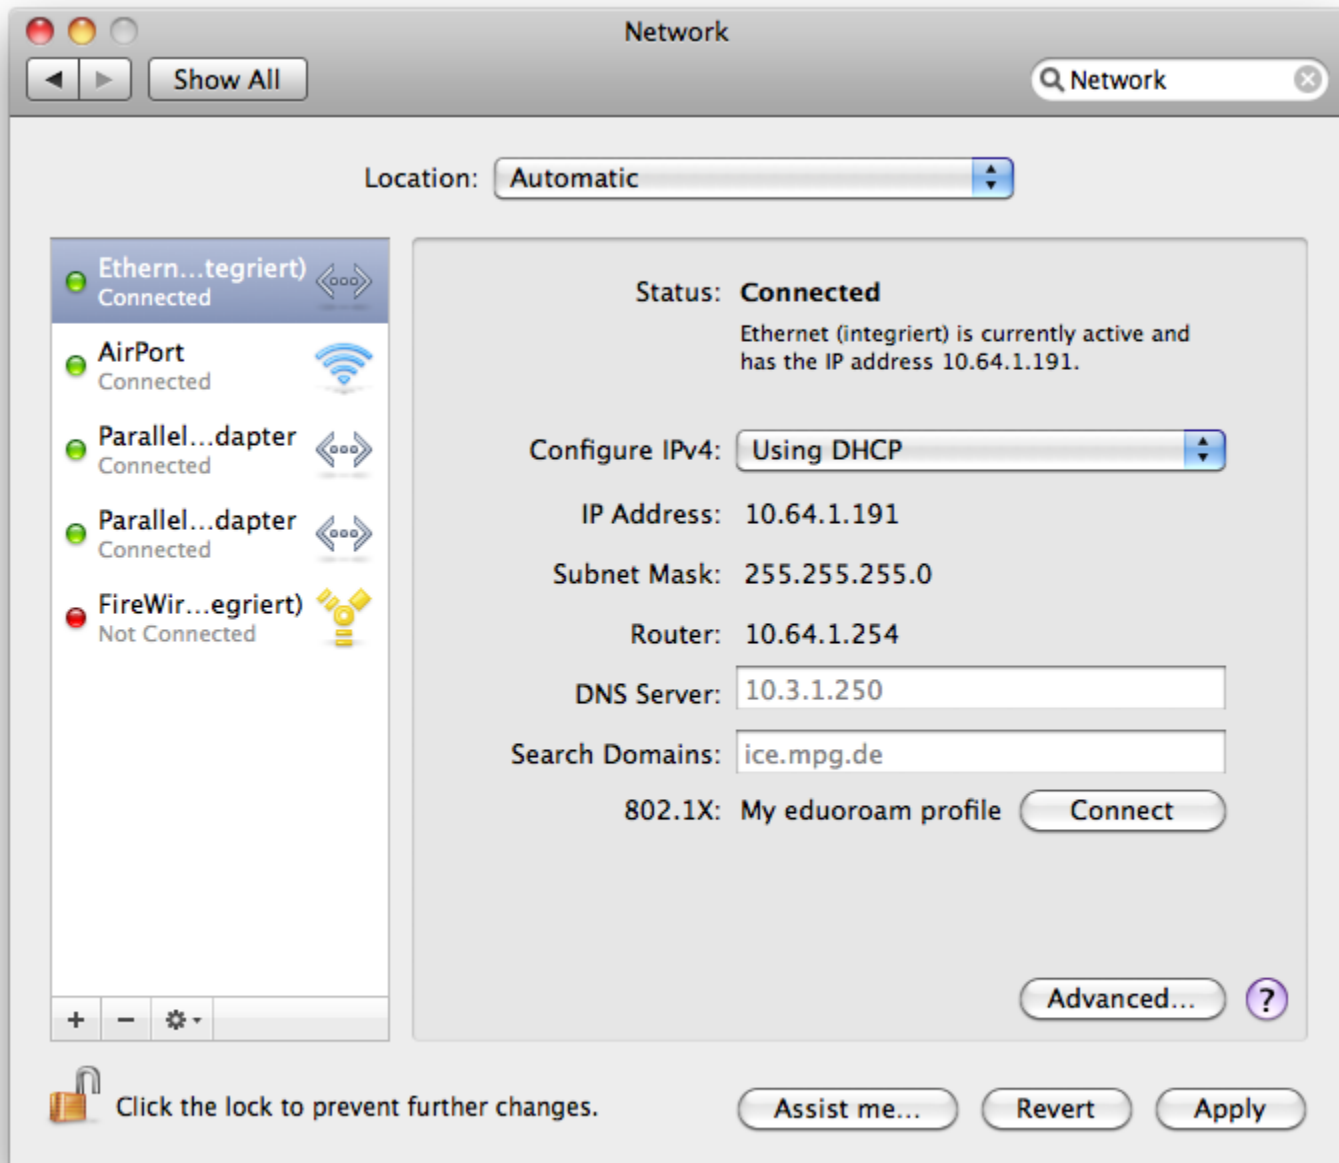 Network
Show All
Network
Location: Automatic
Ethern...tegriert)
Connected
AirPort
Connected
Parallel...dapter
Connected
Parallel...dapter
Connected
FireWir...egriert)
Not Connected
Status: Connected
Ethernet (integriert) is currently active and
has the IP address 10.64.1.191.
Configure IPv4: Using DHCP
IP Address: 10.64.1.191
Subnet Mask: 255.255.255.0
Router: 10.64.1.254
DNS Server: 10.3.1.250
Search Domains: ice.mpg.de
802.1X: My eduoroam profile Connect
Advanced... ?
Click the lock to prevent further changes.
Assist me... Revert Apply